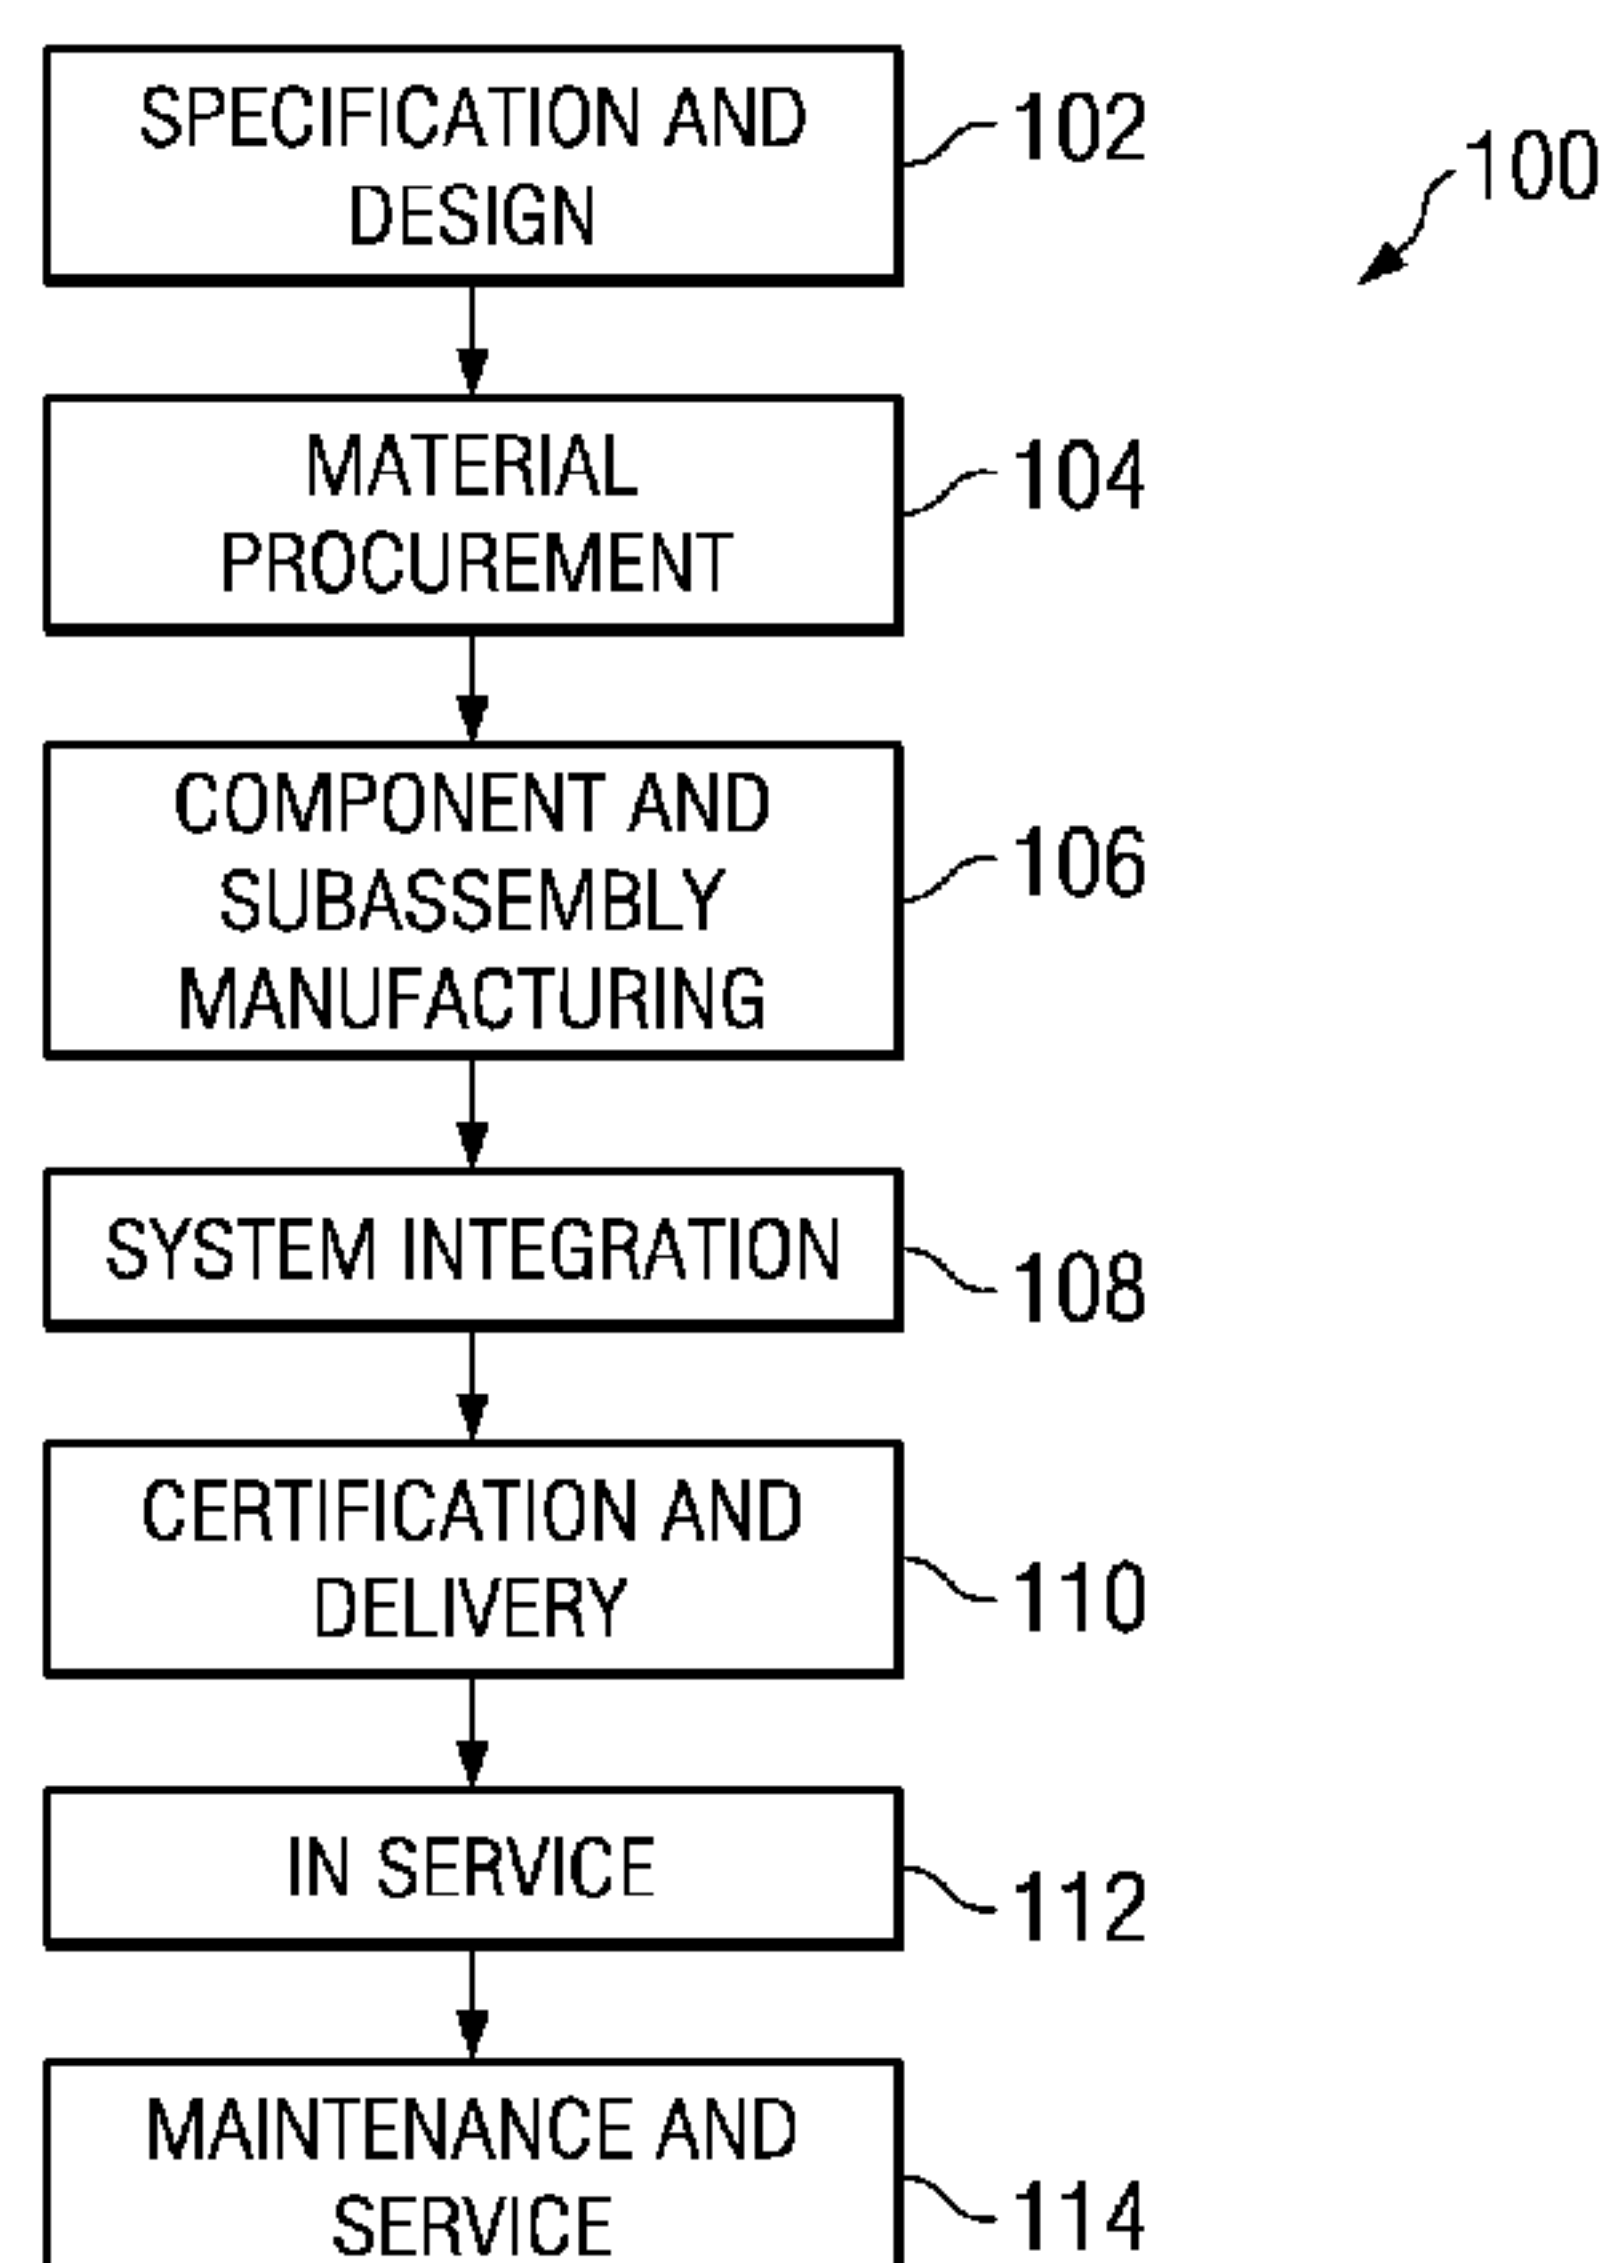 SPECIFICATION AND
DESIGN
102
100
MATERIAL
PROCUREMENT
104
COMPONENT AND
SUBASSEMBLY
MANUFACTURING
106
SYSTEM INTEGRATION
108
CERTIFICATION AND
DELIVERY
110
IN SERVICE
112
MAINTENANCE AND
SERVICE
114